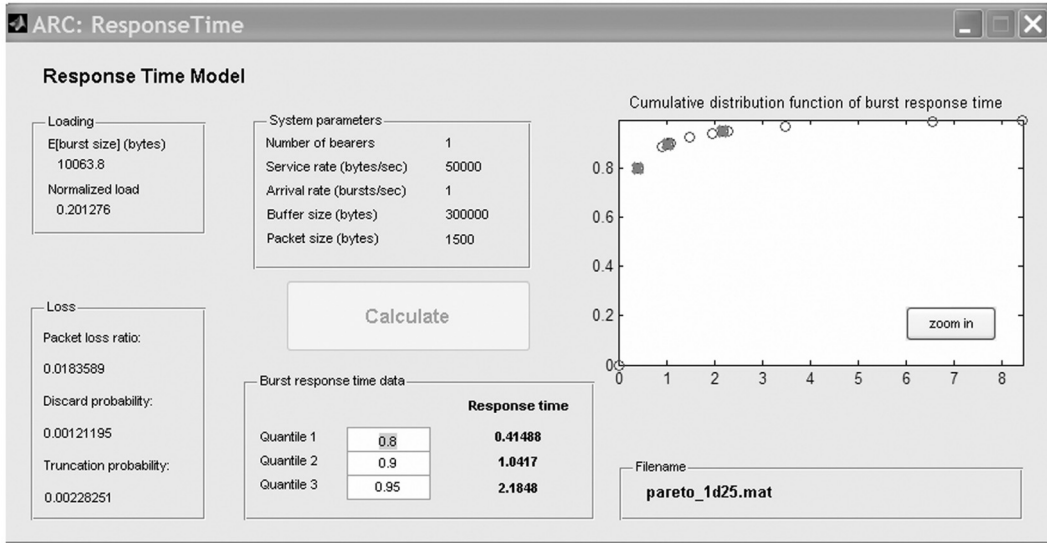 ARC: ResponseTime
Response Time Model
Loading
E[burst size] (bytes)
10063.8
Normalized load
0.201276
System parameters
Number of bearers 1
Service rate (bytes/sec) 50000
Arrival rate (bursts/sec) 1
Buffer size (bytes) 300000
Packet size (bytes) 1500
Cumulative distribution function of burst response time
0.8
0.6
0.4
0.2
0
0 1 2 3 4 5 6 7 8
zoom in
Loss
Packet loss ratio:
0.0183589
Discard probability:
0.00121195
Truncation probability:
0.00228251
Calculate
Burst response time data
Response time
Quantile 1 0.8 0.41488
Quantile 2 0.9 1.0417
Quantile 3 0.95 2.1848
Filename
pareto_1d25.mat